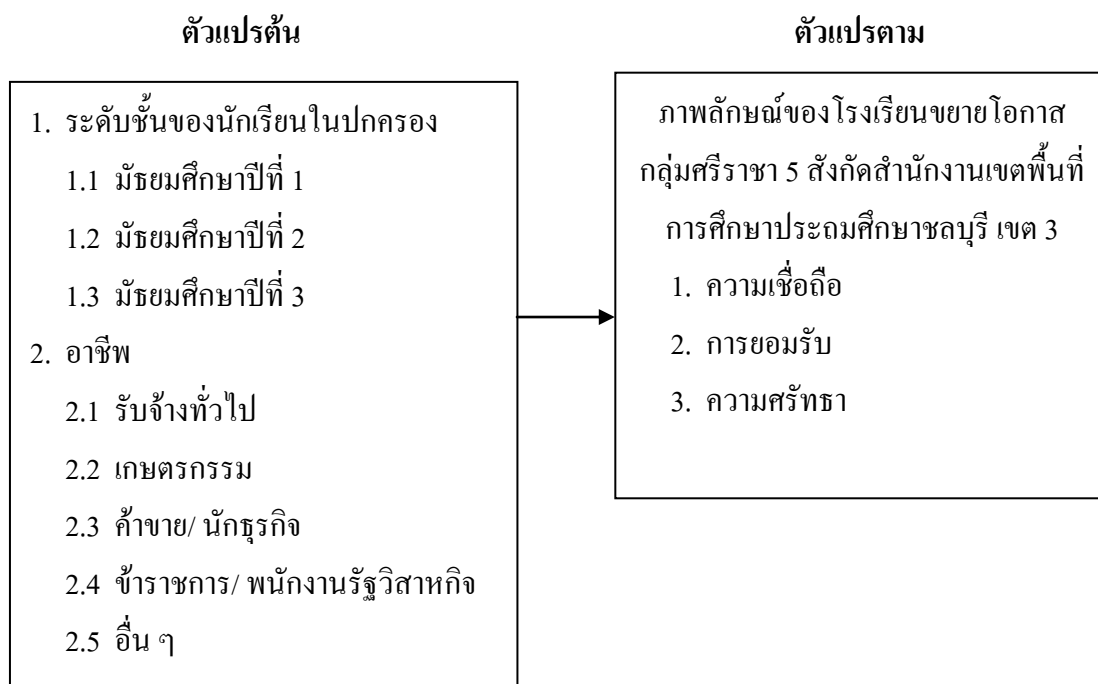 ตัวแปรต้น
1. ระดับชั้นของนักเรียนในปกครอง
1.1 มัธยมศึกษาปีที่ 1
1.2 มัธยมศึกษาปีที่ 2
1.3 มัธยมศึกษาปีที่ 3
2. อาชีพ
2.1 รับจ้างทั่วไป
2.2 เกษตรกรรม
2.3 ค้าขาย/ นักธุรกิจ
2.4 ข้าราชการ/ พนักงานรัฐวิสาหกิจ
2.5 อื่น ๆ
ตัวแปรตาม
ภาพลักษณ์ของโรงเรียนขยายโอกาส
กลุ่มศรีราชา 5 สังกัดสำนักงานเขตพื้นที่
การศึกษาประถมศึกษาชลบุรี เขต 3
1. ความเชื่อถือ
2. การยอมรับ
3. ความศรัทธา